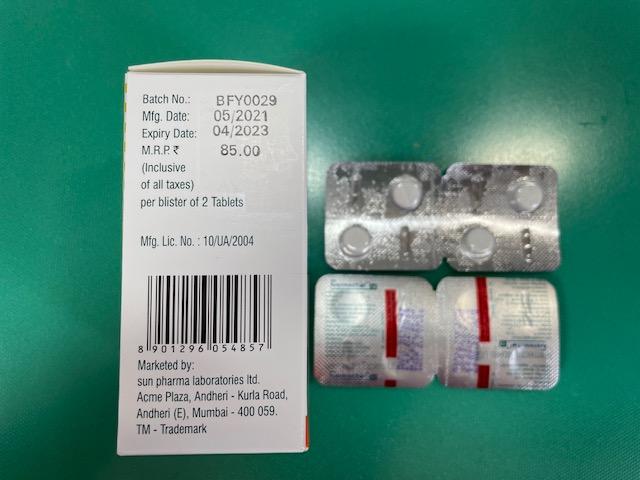 Batch No.: BFY0029
Mfg. Date: 05/2021
Expiry Date: 04/2023
M.R.P. ₹ 85.00
(Inclusive
of all taxes)
per blister of 2 Tablets
Mfg. Lic. No. : 10/UA/2004
8 901296 054857
Marketed by:
sun pharma laboratories ltd.
Acme Plaza, Andheri - Kurla Road,
Andheri (E), Mumbai - 400 059.
TM - Trademark